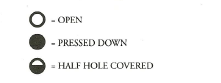 = OPEN
= PRESSED DOWN
= HALF HOLE COVERED